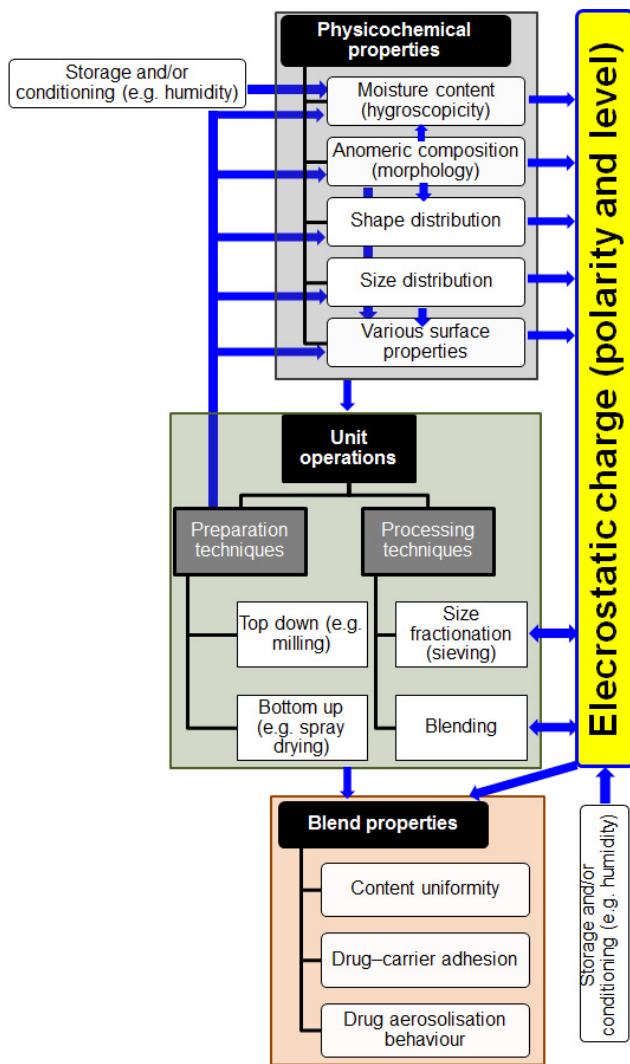 Physicochemical
properties
Storage and/or
conditioning (e.g. humidity)
Moisture content
(hygroscopicity)
Anomeric composition
(morphology)
Shape distribution
Size distribution
Various surface
properties
Elecrostatic charge (polarity and level)
Unit
operations
Preparation
techniques
Processing
techniques
Top down (e.g.
milling)
Size
fractionation
(sieving)
Bottom up
(e.g. spray
drying)
Blending
Blend properties
Content uniformity
Drug–carrier adhesion
Drug aerosolisation
behaviour
Storage and/or
conditioning (e.g. humidity)